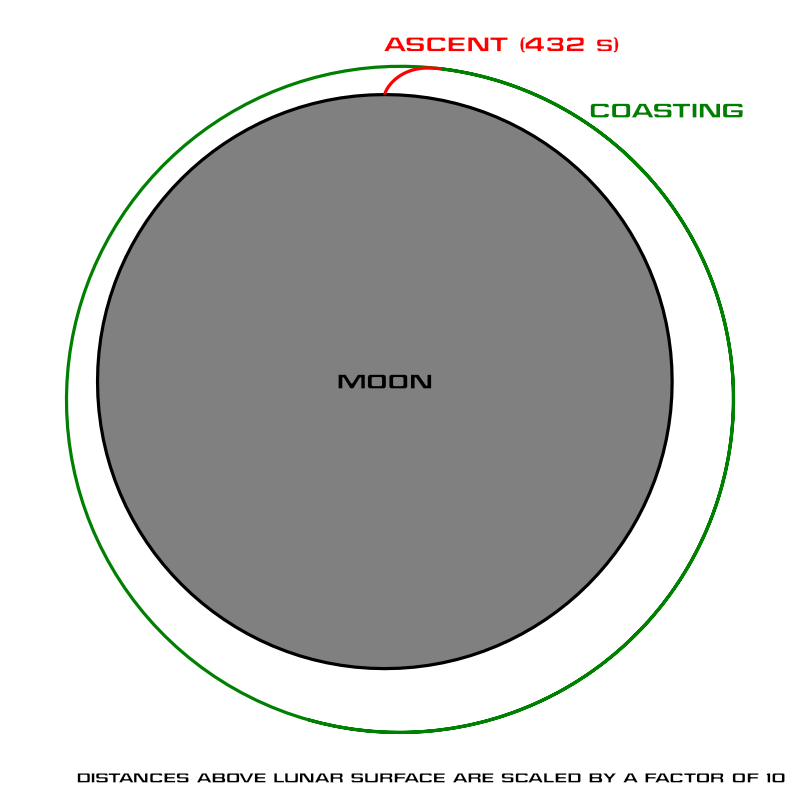 ASCENT (432 s)
COASTING
MOON
DISTANCES ABOVE LUNAR SURFACE ARE SCALED BY A FACTOR OF 10